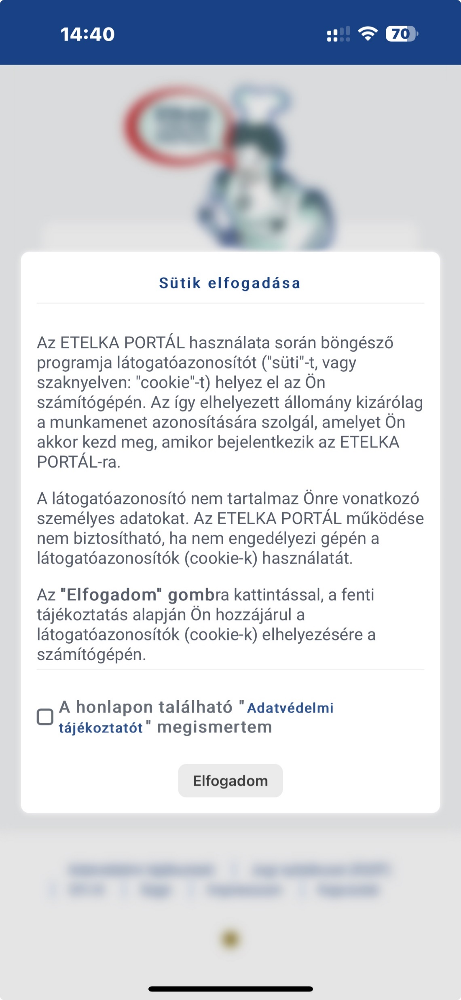 14:40
70
Sütik elfogadása
Az ETELKA PORTÁL használata során böngésző
programja látogatóazonosítót ("süti"-t, vagy
szaknyelven: "cookie"-t) helyez el az Ön
számítógépén. Az így elhelyezett állomány kizárólag
a munkamenet azonosítására szolgál, amelyet Ön
akkor kezd meg, amikor bejelentkezik az ETELKA
PORTÁL-ra.
A látogatóazonosító nem tartalmaz Önre vonatkozó
személyes adatokat. Az ETELKA PORTÁL működése
nem biztosítható, ha nem engedélyezi gépén a
látogatóazonosítók (cookie-k) használatát.
Az "Elfogadom" gombra kattintással, a fenti
tájékoztatás alapján Ön hozzájárul a
látogatóazonosítók (cookie-k) elhelyezésére a
számítógépén.
A honlapon található "Adatvédelmi
tájékoztatót" megismertem
Elfogadom